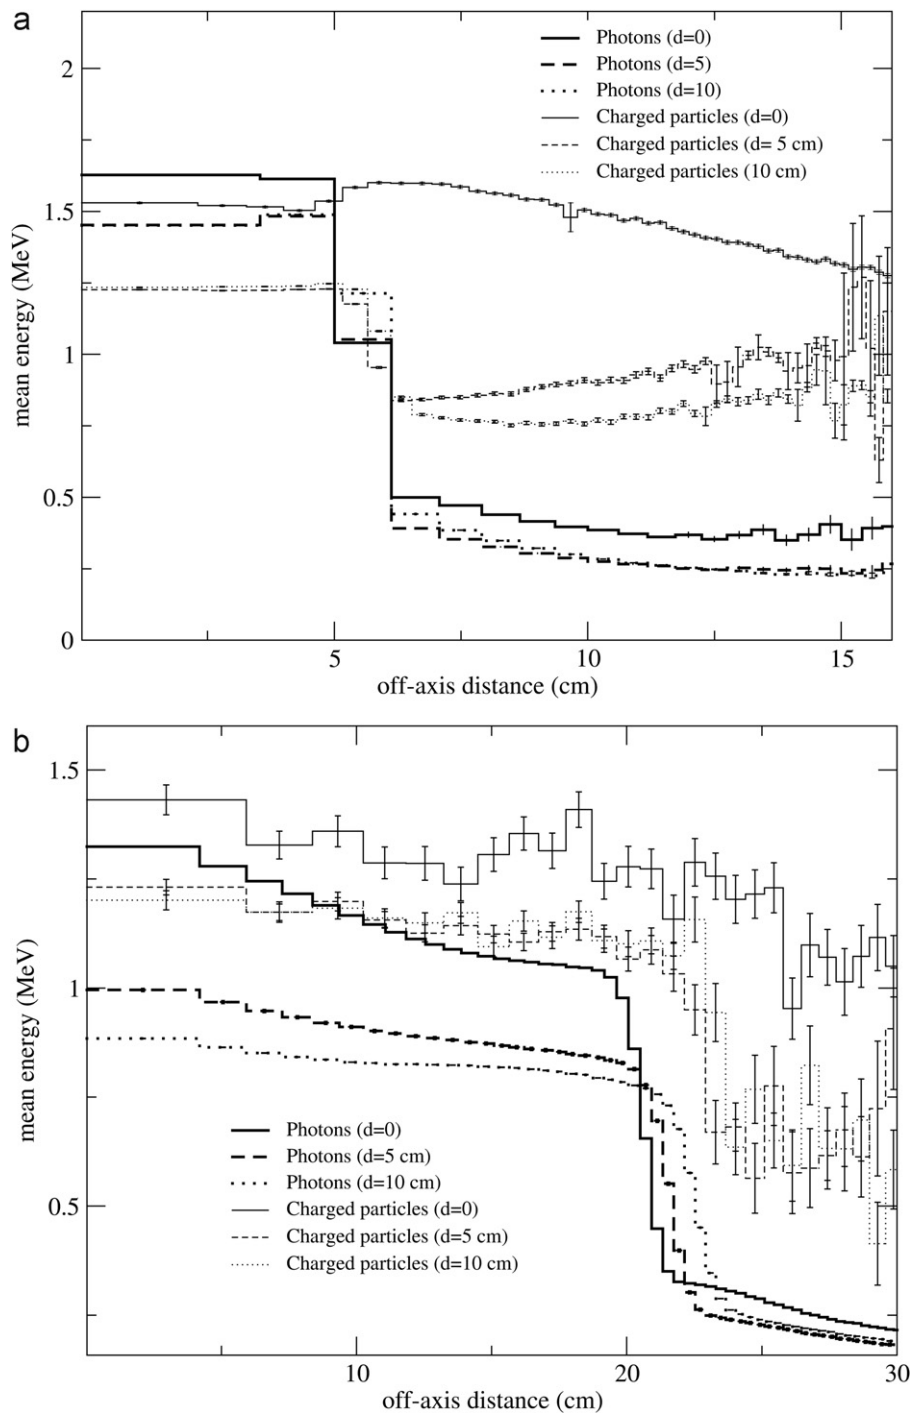 a
Photons (d=0)
Photons (d=5)
Photons (d=10)
Charged particles (d=0)
Charged particles (d= 5 cm)
Charged particles (10 cm)
2
1.5
1
0.5
0
mean energy (MeV)
5
10
15
off-axis distance (cm)
b
1.5
1
0.5
mean energy (MeV)
Photons (d=0)
Photons (d=5 cm)
Photons (d=10 cm)
Charged particles (d=0)
Charged particles (d=5 cm)
Charged particles (d=10 cm)
10
20
30
off-axis distance (cm)